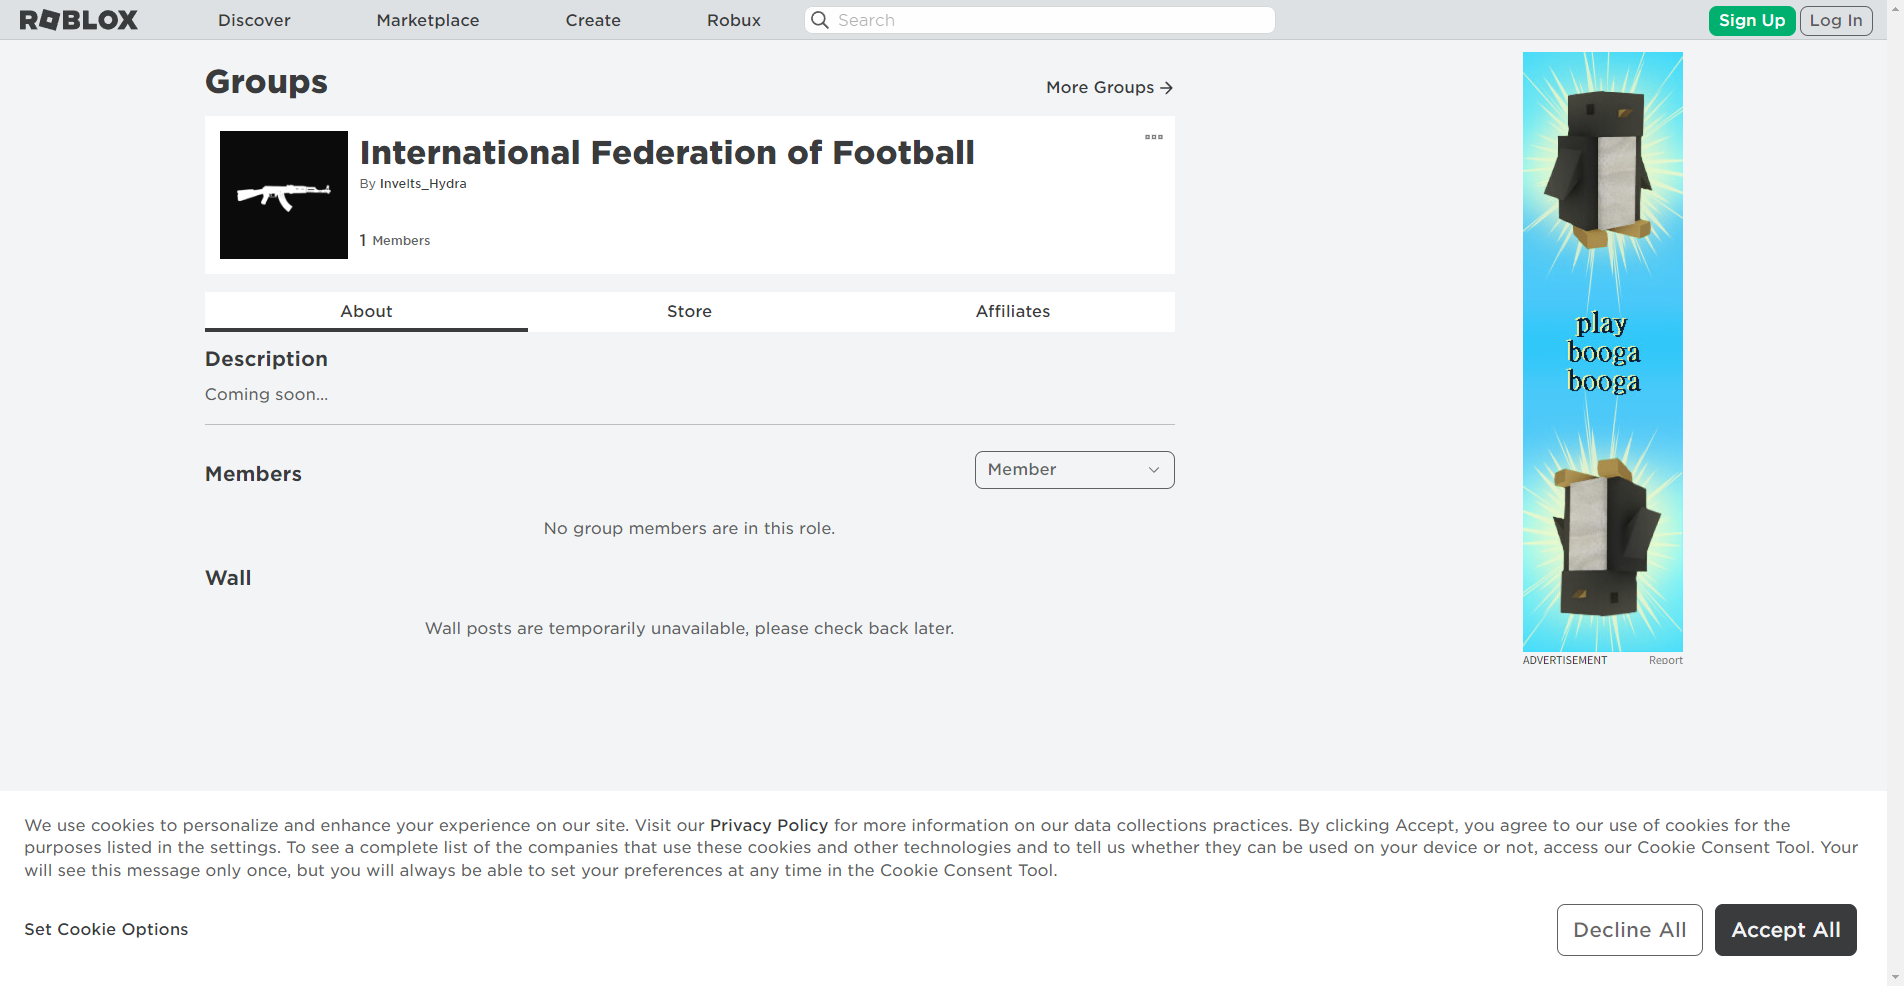 ROBLOX
Discover
Marketplace
Create
Robux
Search
Sign Up
Log In
Groups
More Groups
International Federation of Football
By Invelts_Hydra
1 Members
About
Store
Affiliates
Description
Coming soon...
Members
Member
No group members are in this role.
Wall
Wall posts are temporarily unavailable, please check back later.
play
booga
booga
ADVERTISEMENT
Report
We use cookies to personalize and enhance your experience on our site. Visit our Privacy Policy for more information on our data collections practices. By clicking Accept, you agree to our use of cookies for the
purposes listed in the settings. To see a complete list of the companies that use these cookies and other technologies and to tell us whether they can be used on your device or not, access our Cookie Consent Tool. Your
will see this message only once, but you will always be able to set your preferences at any time in the Cookie Consent Tool.
Set Cookie Options
Decline All
Accept All